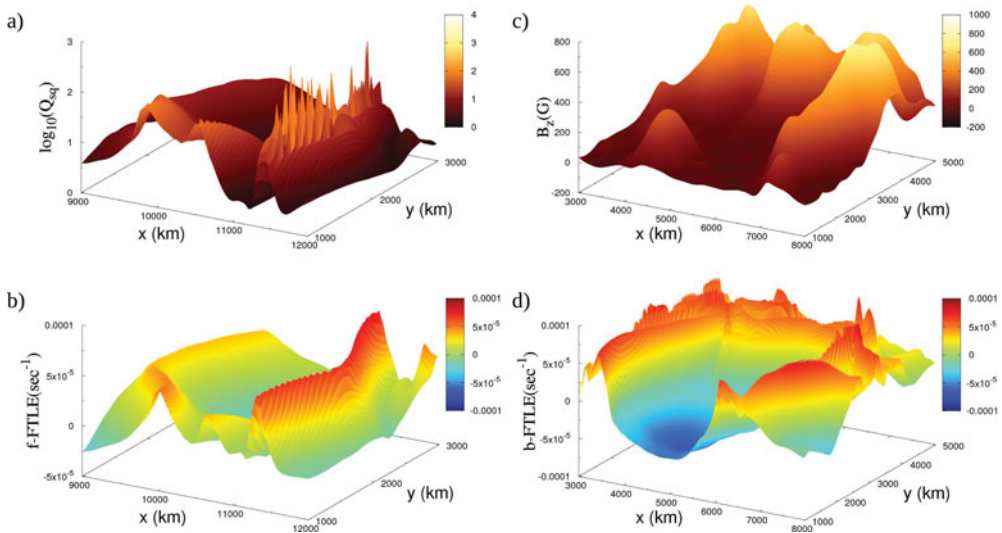 a)
4
3
2
1
0
3
2
1
0
log10(Qsq)
9000
10000
11000
12000
x (km)
1000
2000
3000
y (km)
c)
1000
800
600
400
200
0
-200
800
600
400
200
0
-200
Bz(G)
3000
4000
5000
6000
7000
8000
x (km)
1000
2000
3000
4000
5000
y (km)
b)
0.0001
5x10-5
0
-5x10-5
-0.0001
0.0001
5x10-5
0
-5x10-5
f-FTLE(sec-1)
9000
10000
11000
12000
x (km)
1000
2000
3000
y (km)
d)
0.0001
5x10-5
0
-5x10-5
-0.0001
0.0001
5x10-5
0
-5x10-5
-0.0001
b-FTLE(sec-1)
3000
4000
5000
6000
7000
8000
x (km)
1000
2000
3000
4000
5000
y (km)